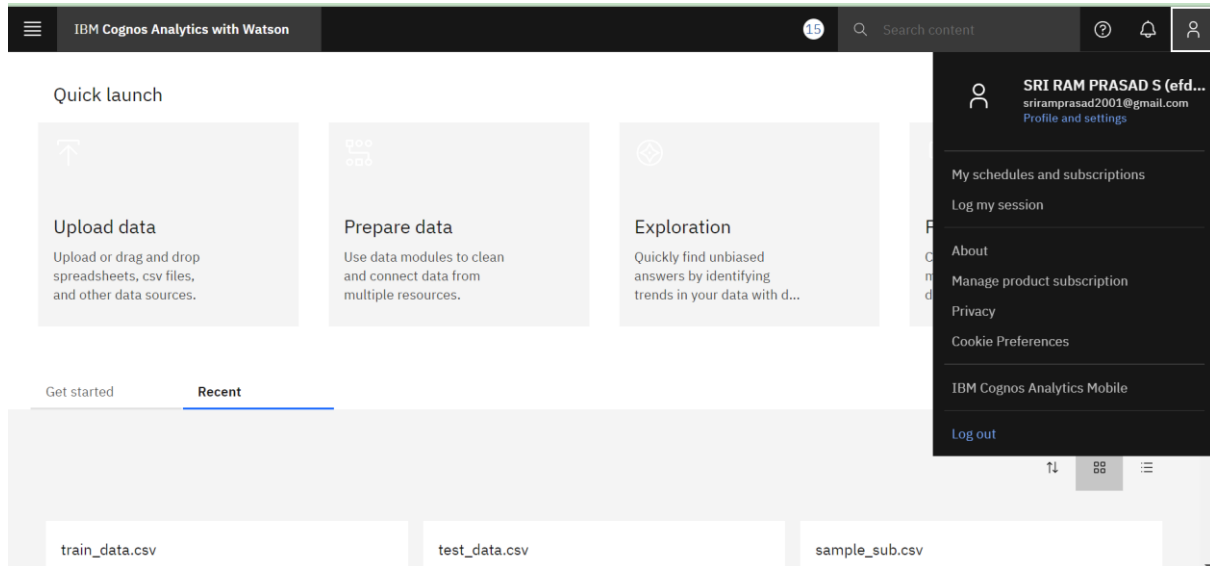 IBM Cognos Analytics with Watson
15
Search content
SRI RAM PRASAD S (efd...
sriramprasad2001@gmail.com
Profile and settings
My schedules and subscriptions
Log my session
About
Manage product subscription
Privacy
Cookie Preferences
IBM Cognos Analytics Mobile
Log out
Quick launch
Upload data
Upload or drag and drop
spreadsheets, csv files,
and other data sources.
Prepare data
Use data modules to clean
and connect data from
multiple resources.
Exploration
Quickly find unbiased
answers by identifying
trends in your data with d...
Get started
Recent
train_data.csv
test_data.csv
sample_sub.csv